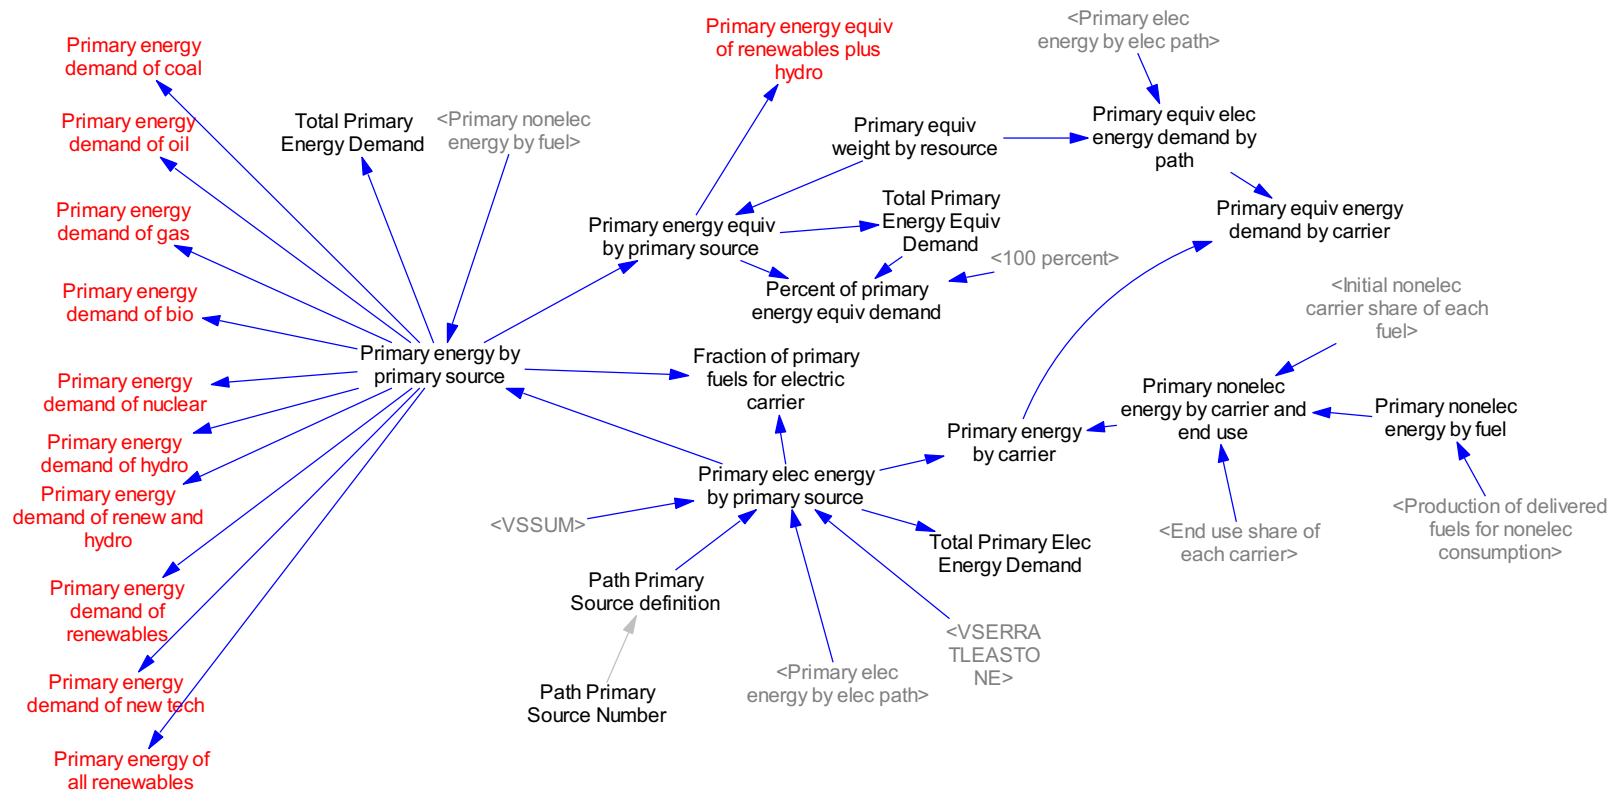 Primary energy
demand of coal
Primary energy
demand of oil
Primary energy
demand of gas
Primary energy
demand of bio
Primary energy
demand of nuclear
Primary energy
demand of hydro
Primary energy
demand of renew and
hydro
Primary energy
demand of
renewables
Primary energy
demand of new tech
Primary energy of
all renewables
Total Primary
Energy Demand
<Primary nonelec
energy by fuel>
Primary energy by
primary source
Primary energy equiv
of renewables plus
hydro
Primary energy equiv
by primary source
Primary equiv
weight by resource
Total Primary
Energy Equiv
Demand
<100 percent>
Percent of primary
energy equiv demand
Fraction of primary
fuels for electric
carrier
Primary elec energy
by primary source
<VSSUM>
Path Primary
Source definition
Path Primary
Source Number
<Primary elec
energy by elec path>
<VSERRA
TLEASTO
NE>
Total Primary Elec
Energy Demand
Primary energy
by carrier
<Primary elec
energy by elec path>
Primary equiv elec
energy demand by
path
Primary equiv energy
demand by carrier
<Initial nonelec
carrier share of each
fuel>
Primary nonelec
energy by carrier and
end use
Primary nonelec
energy by fuel
<End use share of
each carrier>
<Production of delivered
fuels for nonelec
consumption>